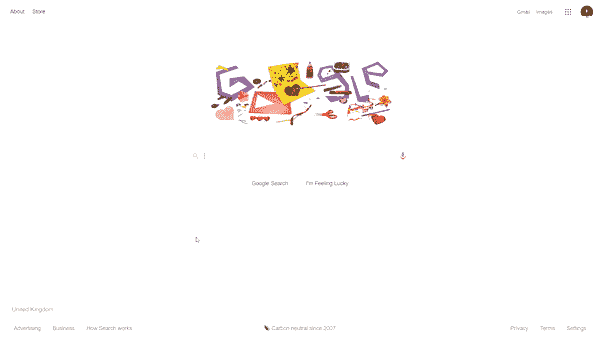 About Store
Gmail Images
Google
Google Search I'm Feeling Lucky
United Kingdom
Advertising Business How Search works
Carbon neutral since 2007
Privacy Terms Settings